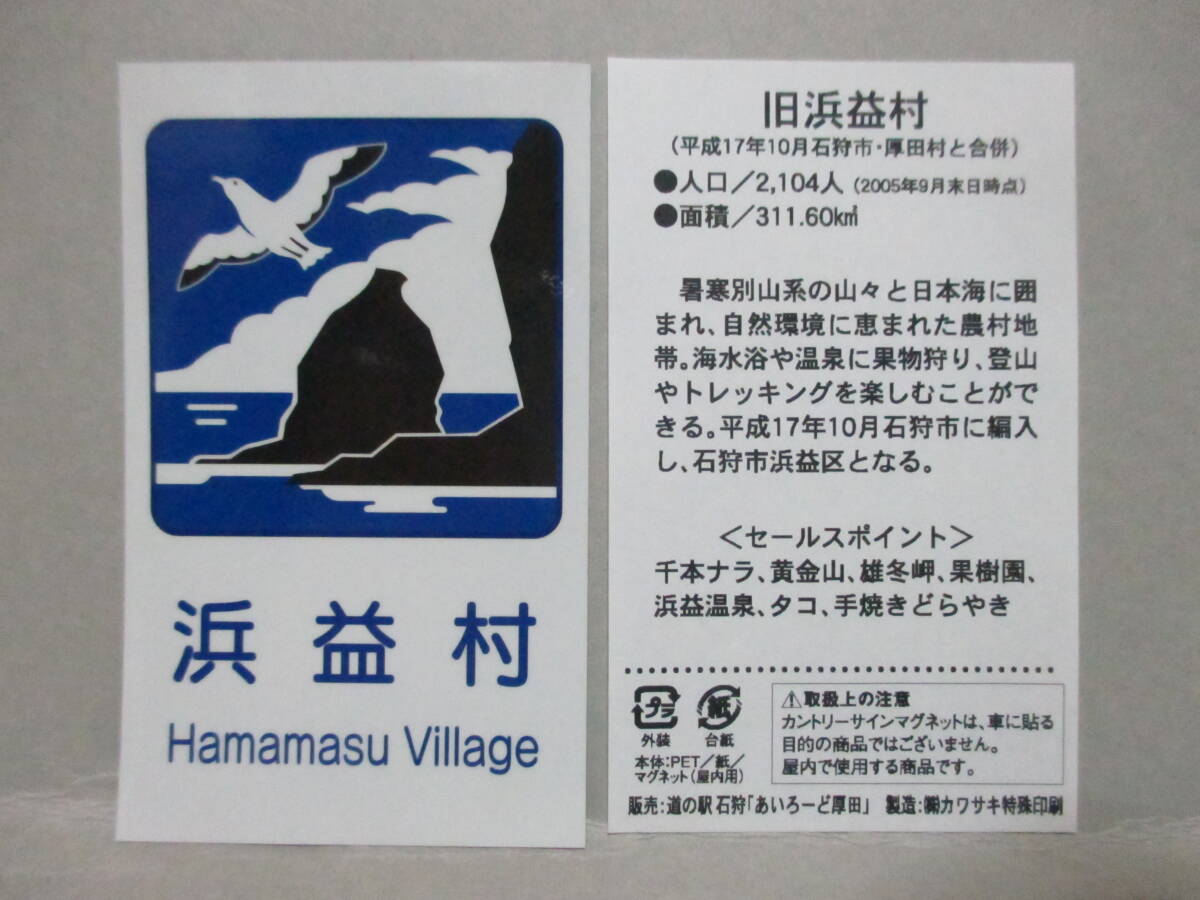 浜益村
Hamamasu Village
旧浜益村
(平成17年10月石狩市・厚田村と合併)
●人口／2,104人 (2005年9月末日時点)
●面積／311.60k㎡
暑寒別山系の山々と日本海に囲
まれ、自然環境に恵まれた農村地
帯。海水浴や温泉に果物狩り、登山
やトレッキングを楽しむことがで
きる。平成17年10月石狩市に編入
し、石狩市浜益区となる。
＜セールスポイント＞
千本ナラ、黄金山、雄冬岬、果樹園、
浜益温泉、タコ、手焼きどらやき
プラ 紙
外装 台紙
本体:PET／紙／
マグネット(屋内用)
⚠取扱上の注意
カントリーサインマグネットは、車に貼る
目的の商品ではございません。
屋内で使用する商品です。
販売:道の駅 石狩「あいろーど厚田」 製造:㈱カワサキ特殊印刷